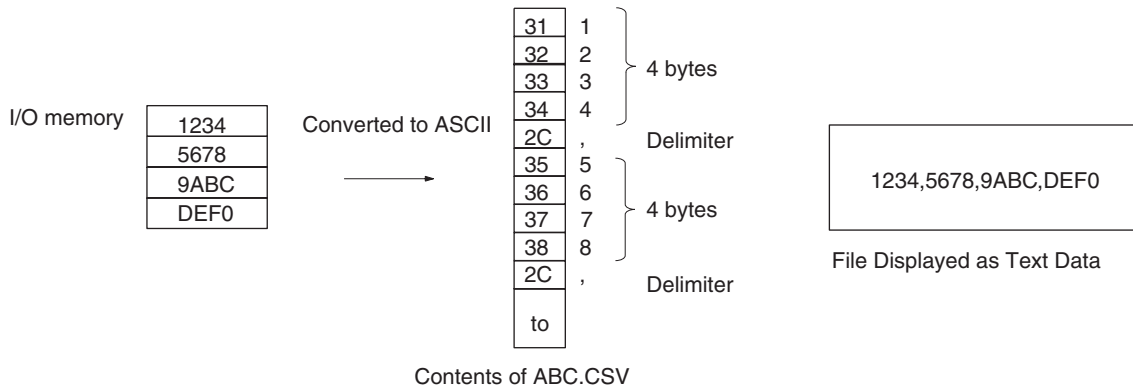 I/O memory
1234
5678
9ABC
DEF0
Converted to ASCII
31 1
32 2
33 3
34 4
4 bytes
2C ,
Delimiter
35 5
36 6
37 7
38 8
4 bytes
2C ,
Delimiter
to
Contents of ABC.CSV
1234,5678,9ABC,DEF0
File Displayed as Text Data